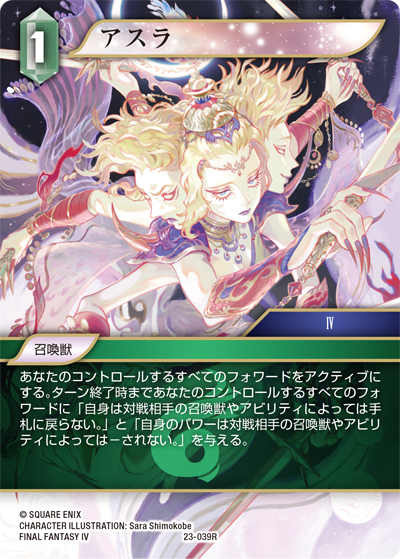 1
アスラ
IV
召喚獣
あなたのコントロールするすべてのフォワードをアクティブに
する。ターン終了時まであなたのコントロールするすべてのフォ
ワードに「自身は対戦相手の召喚獣やアビリティによっては手
札に戻らない。」と「自身のパワーは対戦相手の召喚獣やアビリ
ティによっては－されない。」を与える。
© SQUARE ENIX
CHARACTER ILLUSTRATION: Sara Shimokobe
FINAL FANTASY IV
23-039R